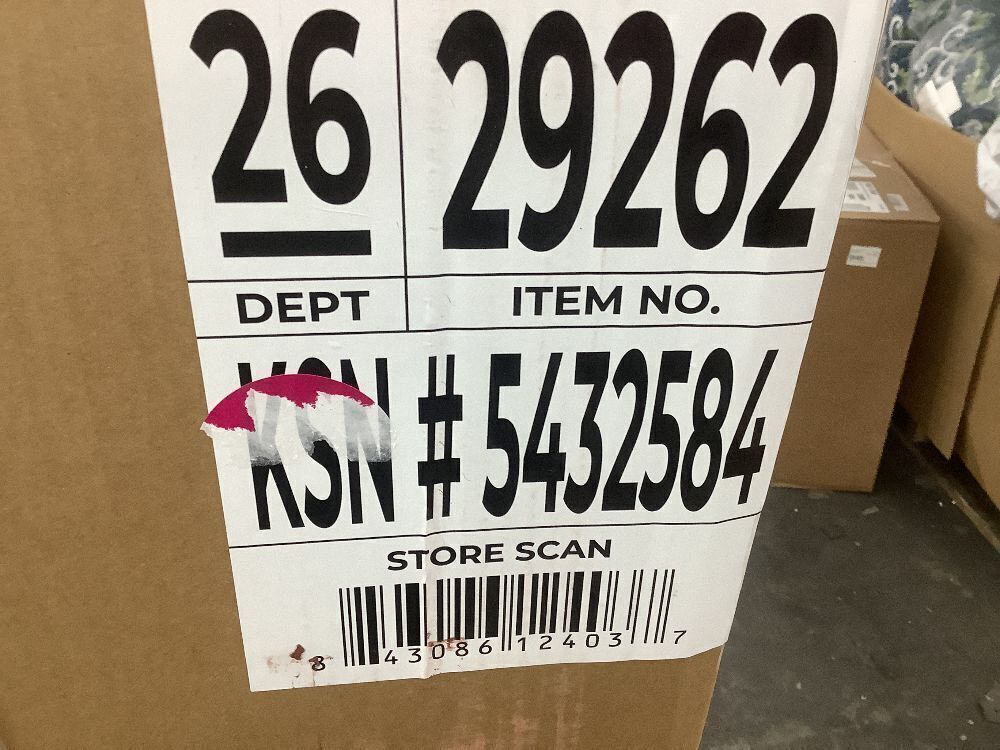 26 29262
DEPT ITEM NO.
KSN # 5432584
STORE SCAN
8 43086 12403 7